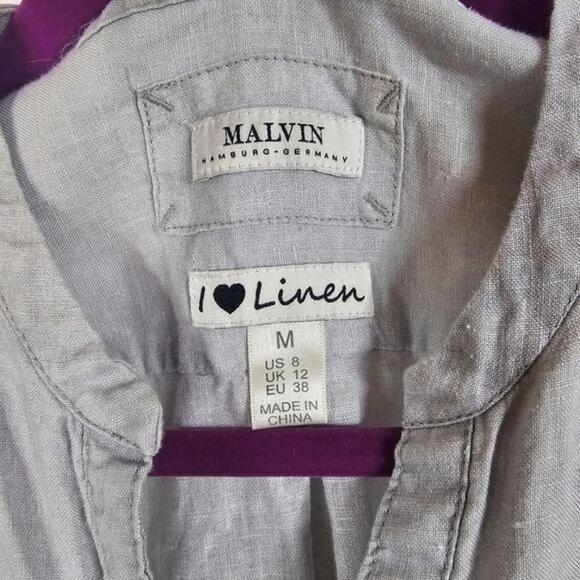 MALVIN
HAMBURG-GERMANY
I ♥ Linen
M
US 8
UK 12
EU 38
MADE IN
CHINA